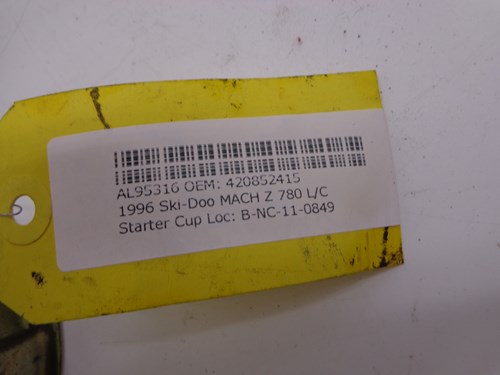 AL95316 OEM: 420852415
1996 Ski-Doo MACH Z 780 L/C
Starter Cup Loc: B-NC-11-0849